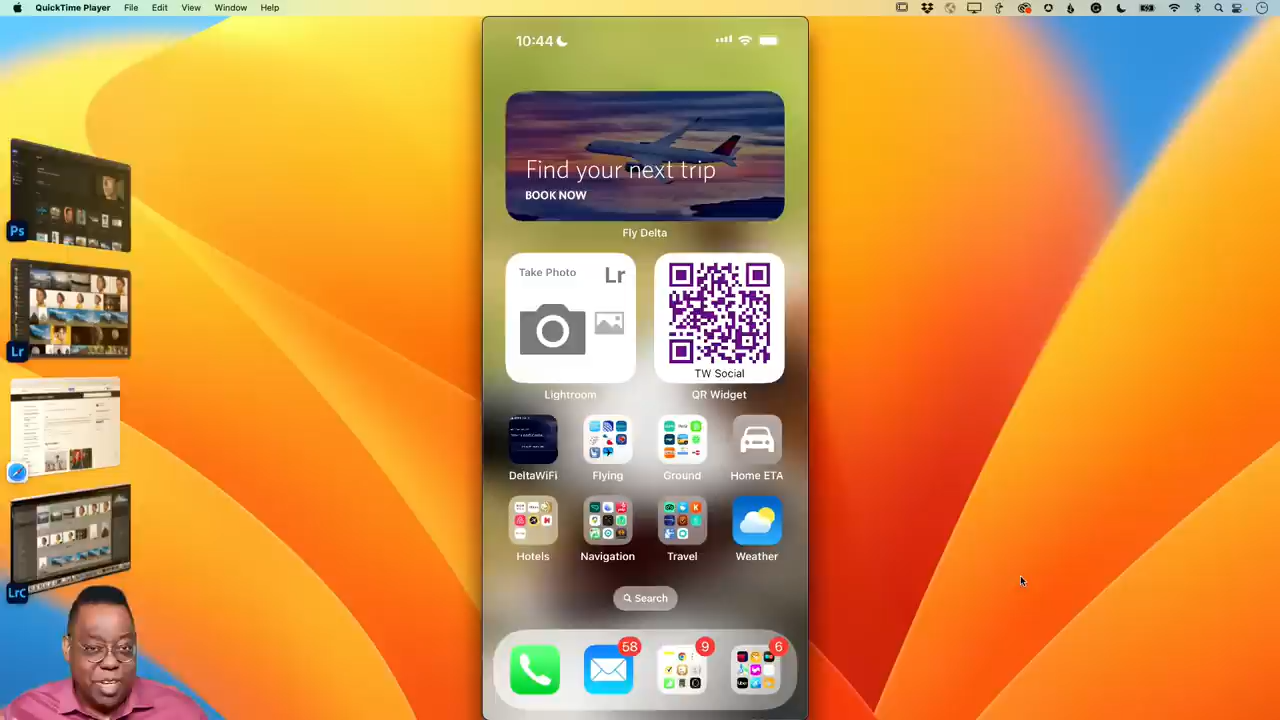 QuickTime Player File Edit View Window Help
10:44
Find your next trip
BOOK NOW
Fly Delta
Take Photo Lr
TW Social
Lightroom QR Widget
DeltaWiFi Flying Ground Home ETA
Hotels Navigation Travel Weather
Search
58 9 6
Ps
Lr
LrC